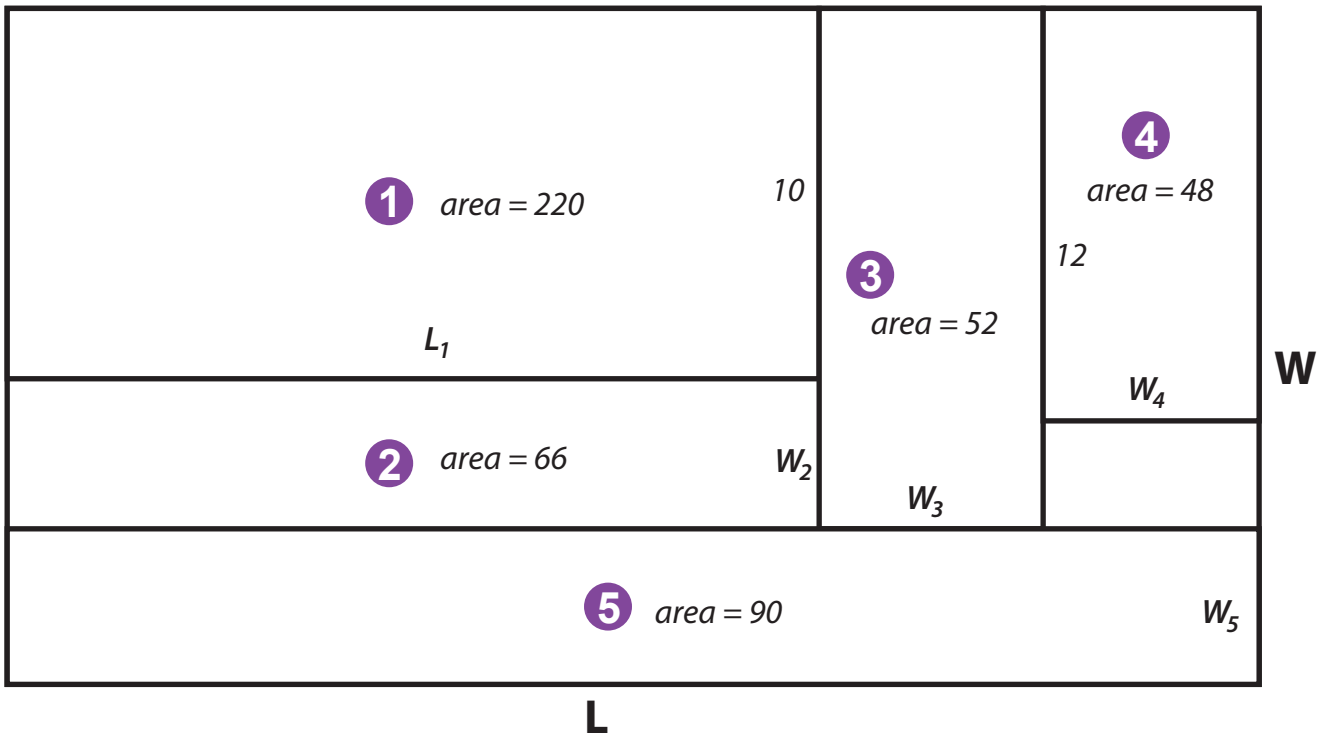 1 area = 220
10
L₁
2 area = 66
W₂
3
area = 52
W₃
4
area = 48
12
W₄
W
5 area = 90
W₅
L